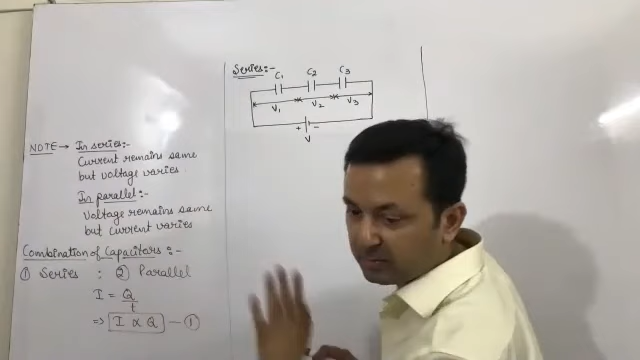 NOTE → In series:-
Current remains same
but voltage varies.
In parallel:-
Voltage remains same
but Current varies
Combination of Capacitors :-
① Series : ② Parallel
I = Q/t
⇒ I ∝ Q — ①
Series:-
C1 C2 C3
V1 V2 V3
+ -
V